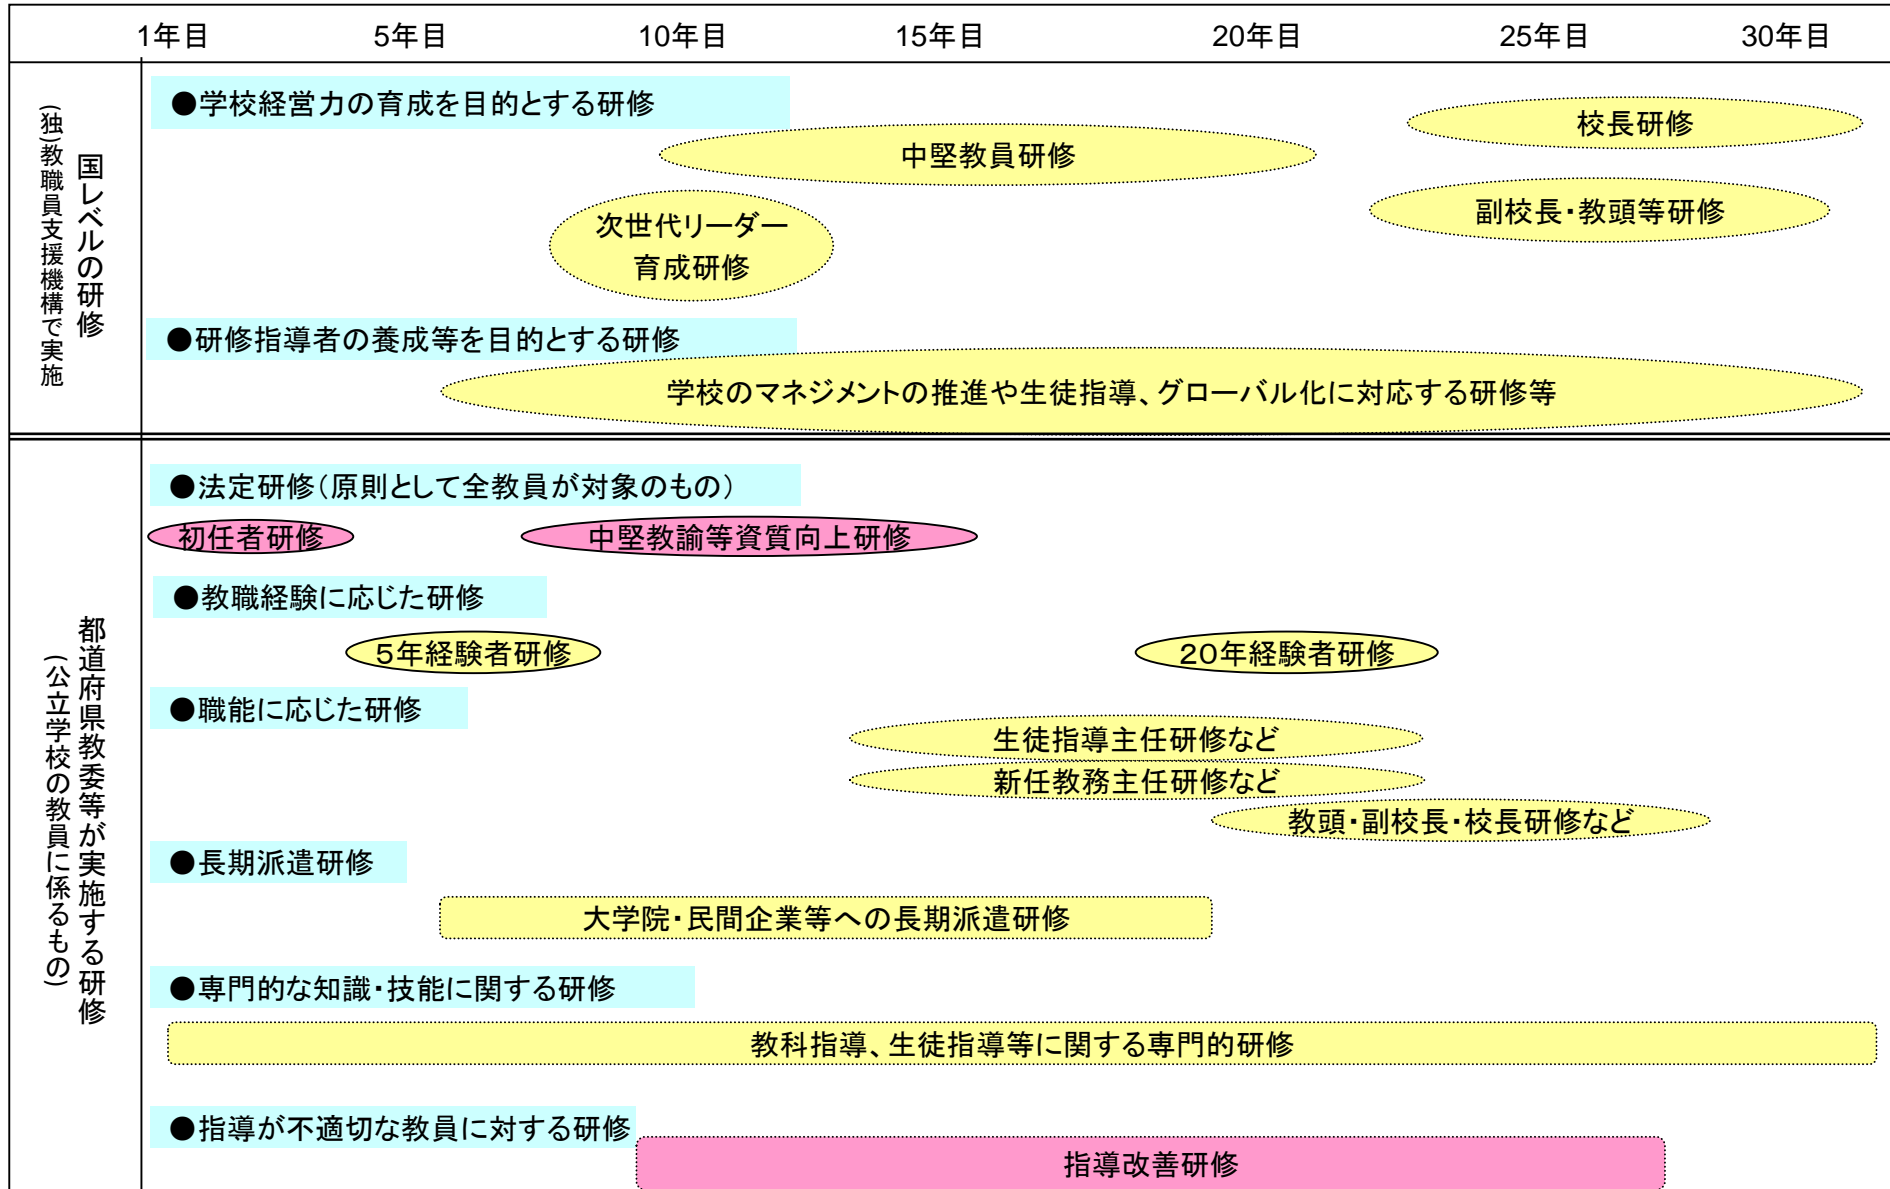 1年目 5年目 10年目 15年目 20年目 25年目 30年目
国レベルの研修
(独)教職員支援機構で実施
●学校経営力の育成を目的とする研修
校長研修
中堅教員研修
副校長・教頭等研修
次世代リーダー
育成研修
●研修指導者の養成等を目的とする研修
学校のマネジメントの推進や生徒指導、グローバル化に対応する研修等
都道府県教委等が実施する研修
(公立学校の教員に係るもの)
●法定研修(原則として全教員が対象のもの)
初任者研修 中堅教諭等資質向上研修
●教職経験に応じた研修
5年経験者研修 20年経験者研修
●職能に応じた研修
生徒指導主任研修など
新任教務主任研修など
教頭・副校長・校長研修など
●長期派遣研修
大学院・民間企業等への長期派遣研修
●専門的な知識・技能に関する研修
教科指導、生徒指導等に関する専門的研修
●指導が不適切な教員に対する研修
指導改善研修